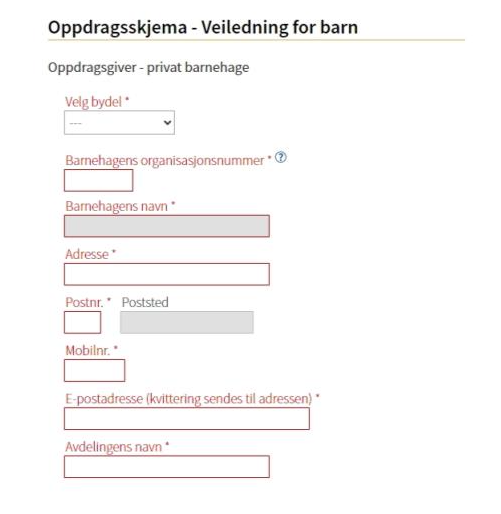 Oppdragsskjema - Veiledning for barn
Oppdragsgiver - privat barnehage
Velg bydel *
---
Barnehagens organisasjonsnummer * ?
Barnehagens navn *
Adresse *
Postnr. * Poststed
Mobilnr. *
E-postadresse (kvittering sendes til adressen) *
Avdelingens navn *